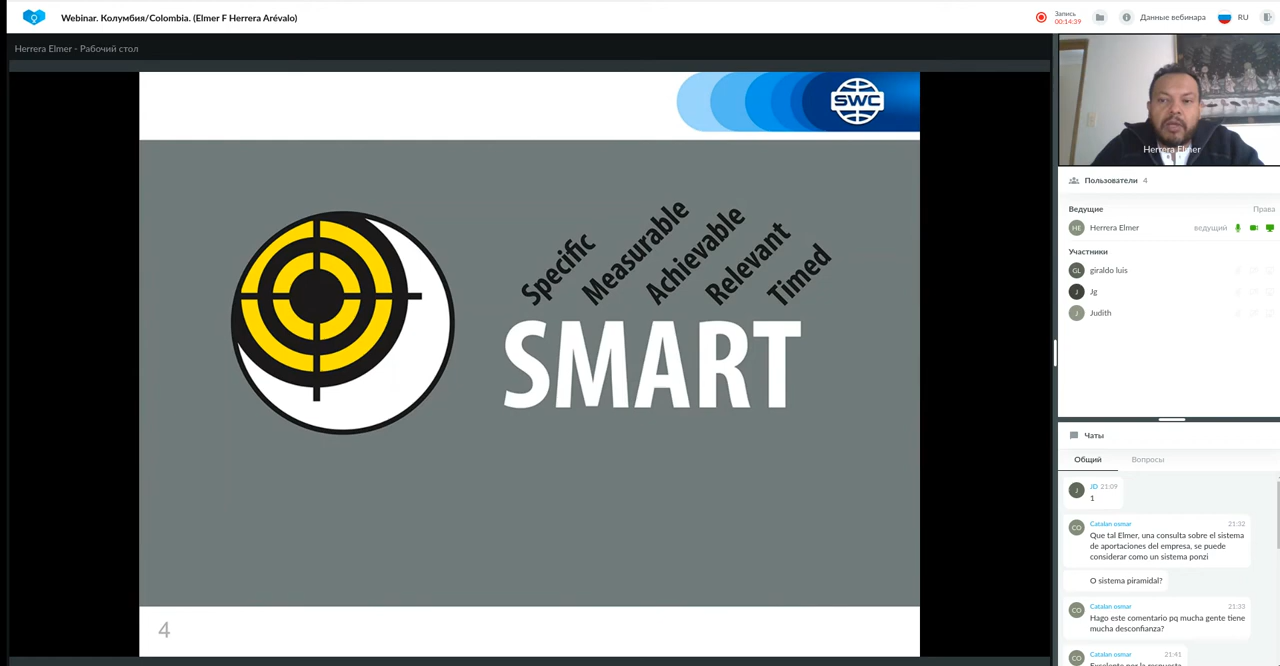 Webinar. Колумбия/Colombia. (Elmer F Herrera Arévalo)
Запись
00:14:39
Данные вебинара
RU
Herrera Elmer - Рабочий стол
SWC
Specific
Measurable
Achievable
Relevant
Timed
SMART
4
Herrera Elmer
Пользователи 4
Ведущие Права
HE Herrera Elmer ведущий
Участники
GL giraldo luis
J Jg
J Judith
Чаты
Общий Вопросы
J JD 21:09
1
CO Catalan osmar 21:32
Que tal Elmer, una consulta sobre el sistema
de aportaciones del empresa, se puede
considerar como un sistema ponzi
O sistema piramidal?
CO Catalan osmar 21:33
Hago este comentario pq mucha gente tiene
mucha desconfianza?
CO Catalan osmar 21:41
Excelente por la respuesta